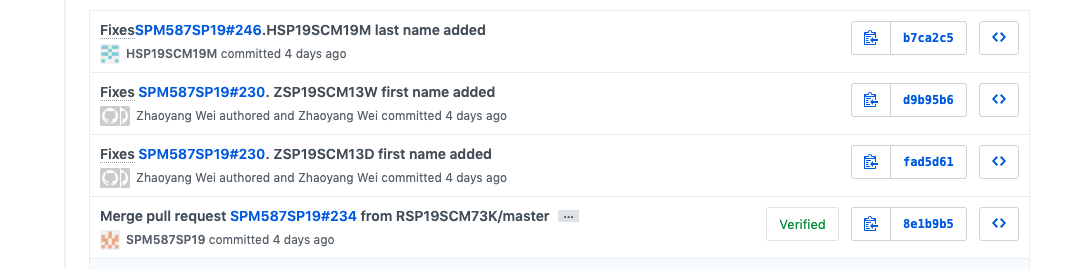 FixesSPM587SP19#246.HSP19SCM19M last name added
HSP19SCM19M committed 4 days ago
b7ca2c5
Fixes SPM587SP19#230. ZSP19SCM13W first name added
Zhaoyang Wei authored and Zhaoyang Wei committed 4 days ago
d9b95b6
Fixes SPM587SP19#230. ZSP19SCM13D first name added
Zhaoyang Wei authored and Zhaoyang Wei committed 4 days ago
fad5d61
Merge pull request SPM587SP19#234 from RSP19SCM73K/master ...
SPM587SP19 committed 4 days ago
Verified
8e1b9b5